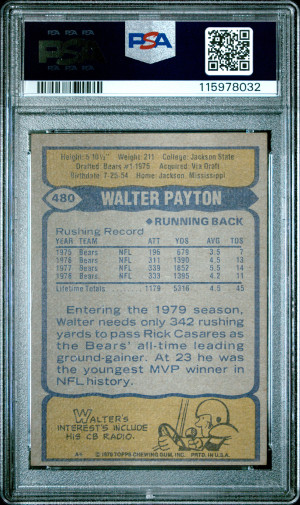 PSA
115978032
Height: 5'10½" Weight: 211 College: Jackson State
Drafted: Bears #1-1975 Acquired: Via Draft
Birthdate: 7-25-54 Home: Jackson, Mississippi
480 WALTER PAYTON
RUNNING BACK
Rushing Record
YEAR TEAM ATT YDS AVG TDS
1975 Bears NFL 196 679 3.5 7
1976 Bears NFL 311 1390 4.5 13
1977 Bears NFL 339 1852 5.5 14
1978 Bears NFL 333 1395 4.2 11
Lifetime Totals 1179 5316 4.5 45
Entering the 1979 season,
Walter needs only 342 rushing
yards to pass Rick Casares as
the Bears' all-time leading
ground-gainer. At 23 he was
the youngest MVP winner in
NFL history.
WALTER'S
INTERESTS INCLUDE
HIS CB RADIO.
© 1979 TOPPS CHEWING GUM, INC. PRTD. IN U.S.A.